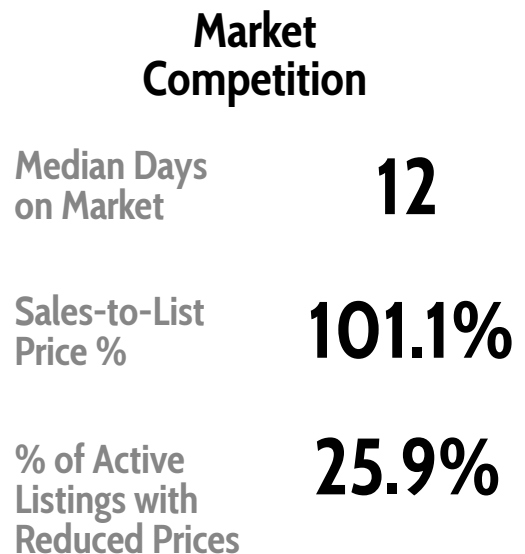 Market
Competition
Median Days
on Market
12
Sales-to-List
Price %
101.1%
% of Active
Listings with
Reduced Prices
25.9%